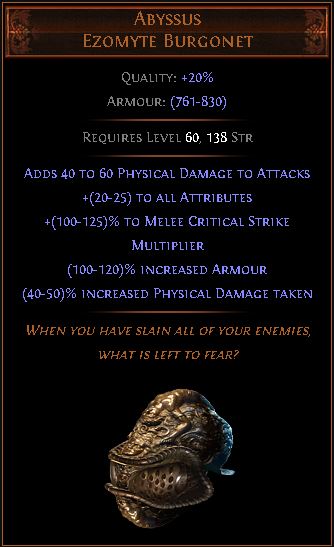 Abyssus
Ezomyte Burgonet
Quality: +20%
Armour: (761-830)
Requires Level 60, 138 Str
Adds 40 to 60 Physical Damage to Attacks
+(20-25) to all Attributes
+(100-125)% to Melee Critical Strike
Multiplier
(100-120)% increased Armour
(40-50)% increased Physical Damage taken
When you have slain all of your enemies,
what is left to fear?